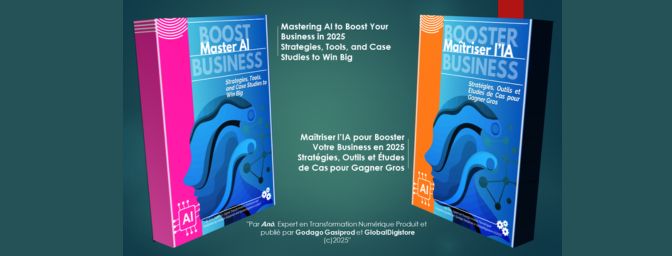 BOOST
Master AI
BUSINESS
Strategies, Tools,
and Case Studies to
Win Big
AI
Mastering AI to Boost Your
Business in 2025
Strategies, Tools, and Case
Studies to Win Big
Maîtriser l'IA pour Booster
Votre Business en 2025
Stratégies, Outils et Études
de Cas pour Gagner Gros
BOOSTER
Maîtriser l'IA
BUSINESS
Stratégies, Outils et
Études de Cas pour
Gagner Gros
AI
"Par Anò, Expert en Transformation Numérique Produit et
publié par Godago Gasiprod et GlobalDigistore
(c)2025"